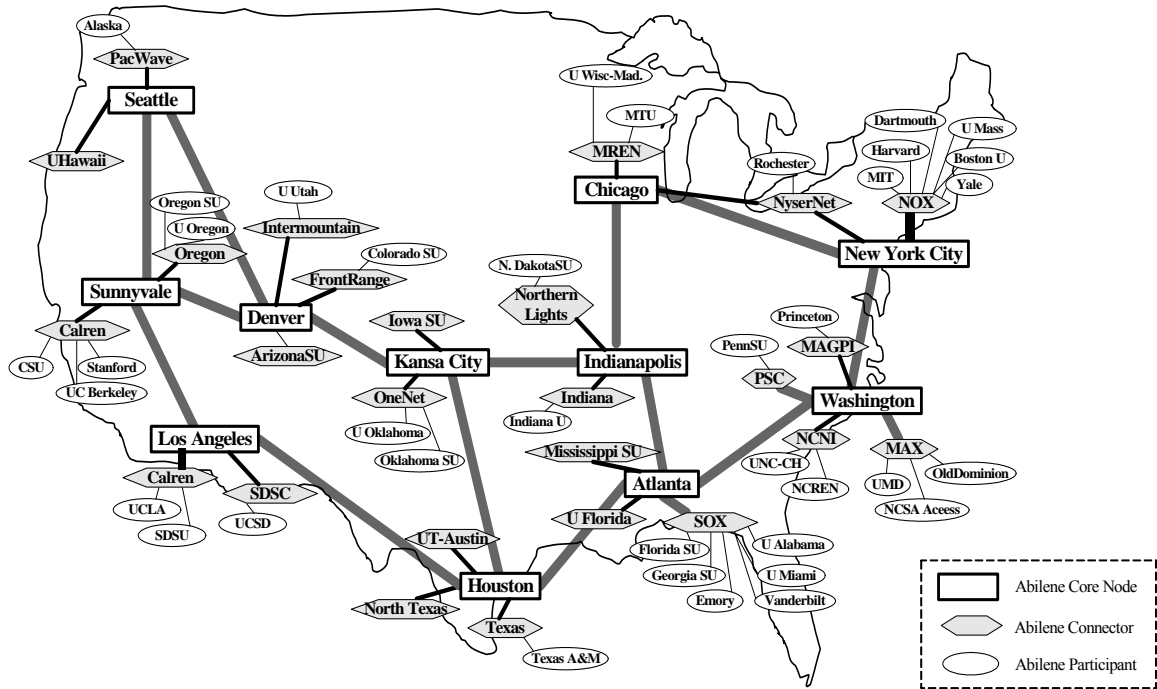 Alaska
PacWave
Seattle
UHawaii
U Wisc-Mad.
MTU
MREN
Chicago
Rochester
NyserNet
Dartmouth
U Mass
Harvard
Boston U
MIT
Yale
NOX
New York City
Oregon SU
U Oregon
Oregon
Sunnyvale
U Utah
Intermountain
Colorado SU
FrontRange
Denver
ArizonaSU
Calren
CSU
Stanford
UC Berkeley
Iowa SU
Kansa City
OneNet
U Oklahoma
Oklahoma SU
N. DakotaSU
Northern
Lights
Indianapolis
Indiana
Indiana U
Princeton
MAGPI
PennSU
PSC
Washington
NCNI
UNC-CH
NCREN
MAX
OldDominion
UMD
NCSA Aceess
Los Angeles
Calren
UCLA
SDSU
SDSC
UCSD
Mississippi SU
Atlanta
U Florida
SOX
Florida SU
Georgia SU
Emory
U Alabama
U Miami
Vanderbilt
UT-Austin
Houston
North Texas
Texas
Texas A&M
Abilene Core Node
Abilene Connector
Abilene Participant